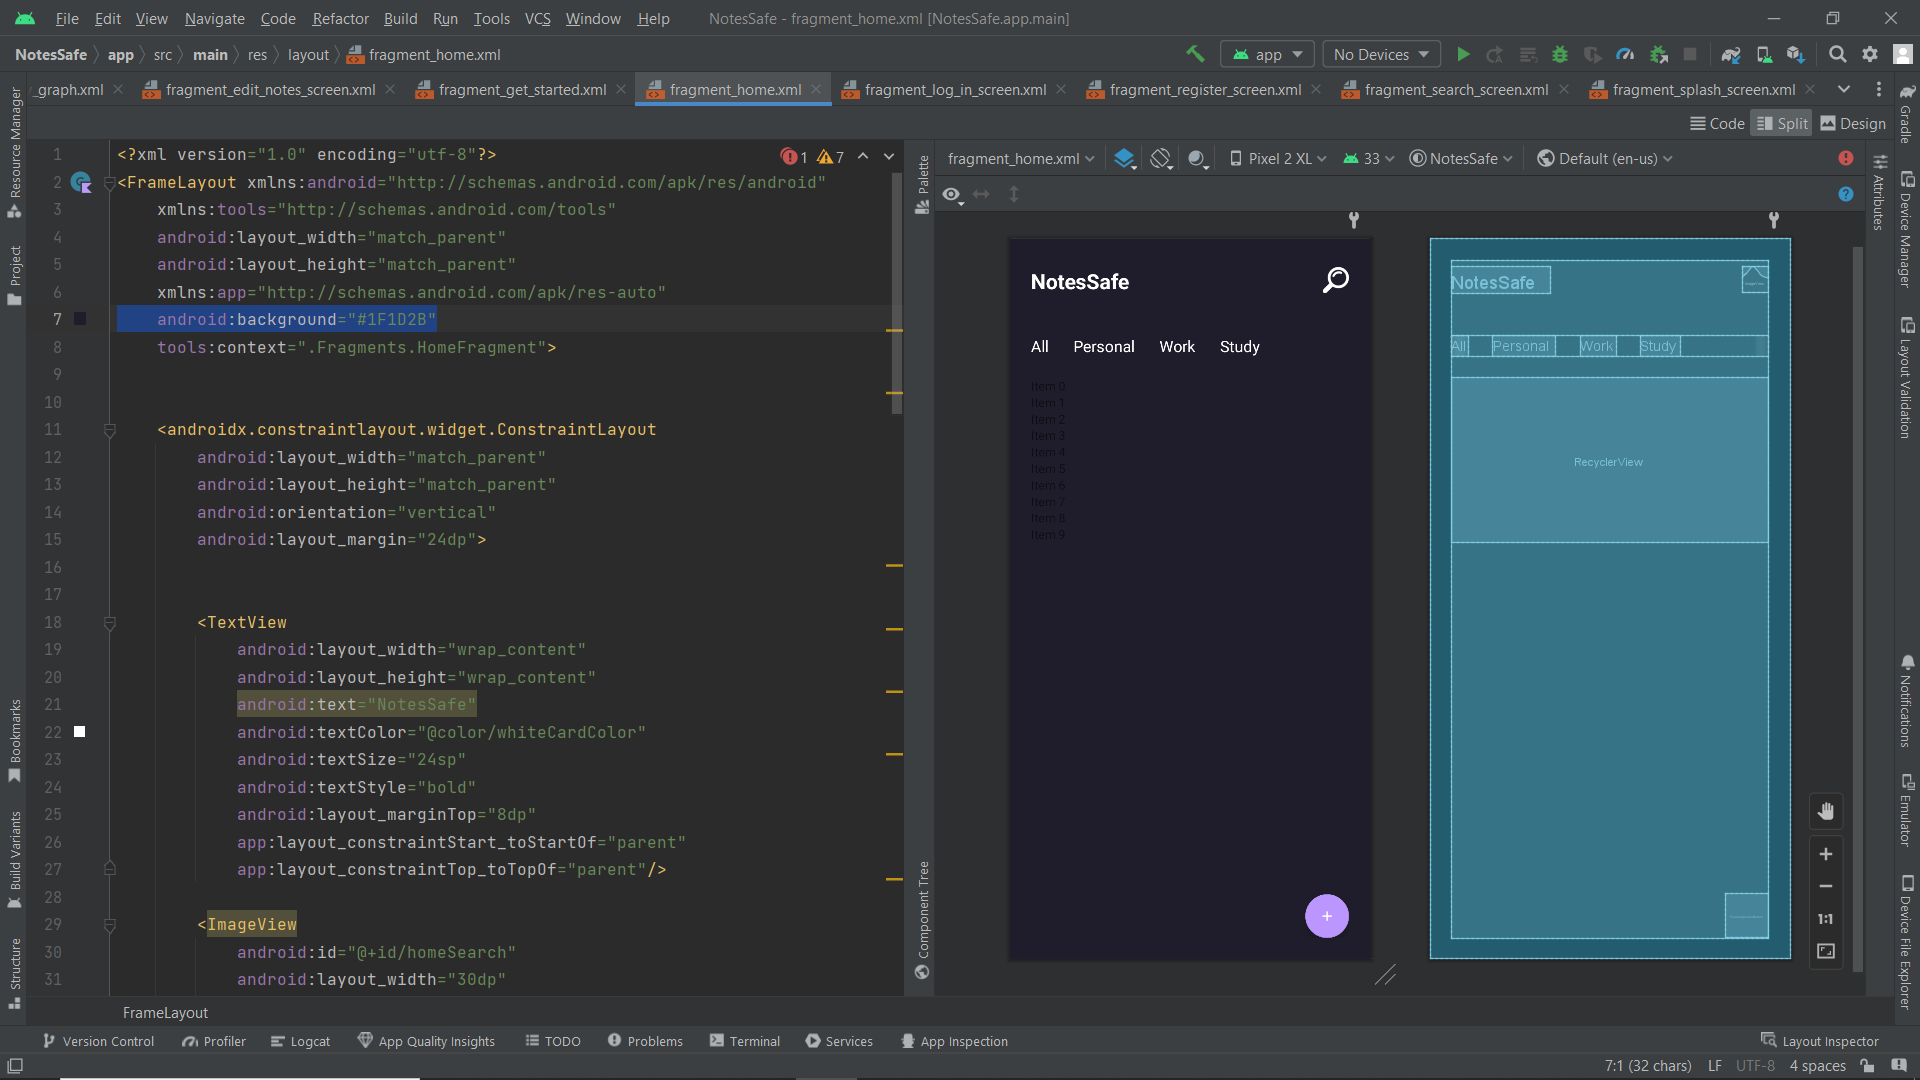 File Edit View Navigate Code Refactor Build Run Tools VCS Window Help NotesSafe - fragment_home.xml [NotesSafe.app.main]
NotesSafe app src main res layout fragment_home.xml app No Devices
_graph.xml fragment_edit_notes_screen.xml fragment_get_started.xml fragment_home.xml fragment_log_in_screen.xml fragment_register_screen.xml fragment_search_screen.xml fragment_splash_screen.xml
Code Split Design
Resource Manager
Project
Bookmarks
Build Variants
Structure
1 <?xml version="1.0" encoding="utf-8"?> 1 7
2 <FrameLayout xmlns:android="http://schemas.android.com/apk/res/android"
3 xmlns:tools="http://schemas.android.com/tools"
4 android:layout_width="match_parent"
5 android:layout_height="match_parent"
6 xmlns:app="http://schemas.android.com/apk/res-auto"
7 android:background="#1F1D2B"
8 tools:context=".Fragments.HomeFragment">
9
10
11 <androidx.constraintlayout.widget.ConstraintLayout
12 android:layout_width="match_parent"
13 android:layout_height="match_parent"
14 android:orientation="vertical"
15 android:layout_margin="24dp">
16
17
18 <TextView
19 android:layout_width="wrap_content"
20 android:layout_height="wrap_content"
21 android:text="NotesSafe"
22 android:textColor="@color/whiteCardColor"
23 android:textSize="24sp"
24 android:textStyle="bold"
25 android:layout_marginTop="8dp"
26 app:layout_constraintStart_toStartOf="parent"
27 app:layout_constraintTop_toTopOf="parent"/>
28
29 <ImageView
30 android:id="@+id/homeSearch"
31 android:layout_width="30dp"
FrameLayout
Palette
Component Tree
fragment_home.xml Pixel 2 XL 33 NotesSafe Default (en-us)
NotesSafe
All Personal Work Study
Item 0
Item 1
Item 2
Item 3
Item 4
Item 5
Item 6
Item 7
Item 8
Item 9
+
NotesSafe
All Personal Work Study
RecyclerView
1:1
Attributes
Gradle
Device Manager
Layout Validation
Notifications
Emulator
Device File Explorer
Version Control Profiler Logcat App Quality Insights TODO Problems Terminal Services App Inspection Layout Inspector
7:1 (32 chars) LF UTF-8 4 spaces